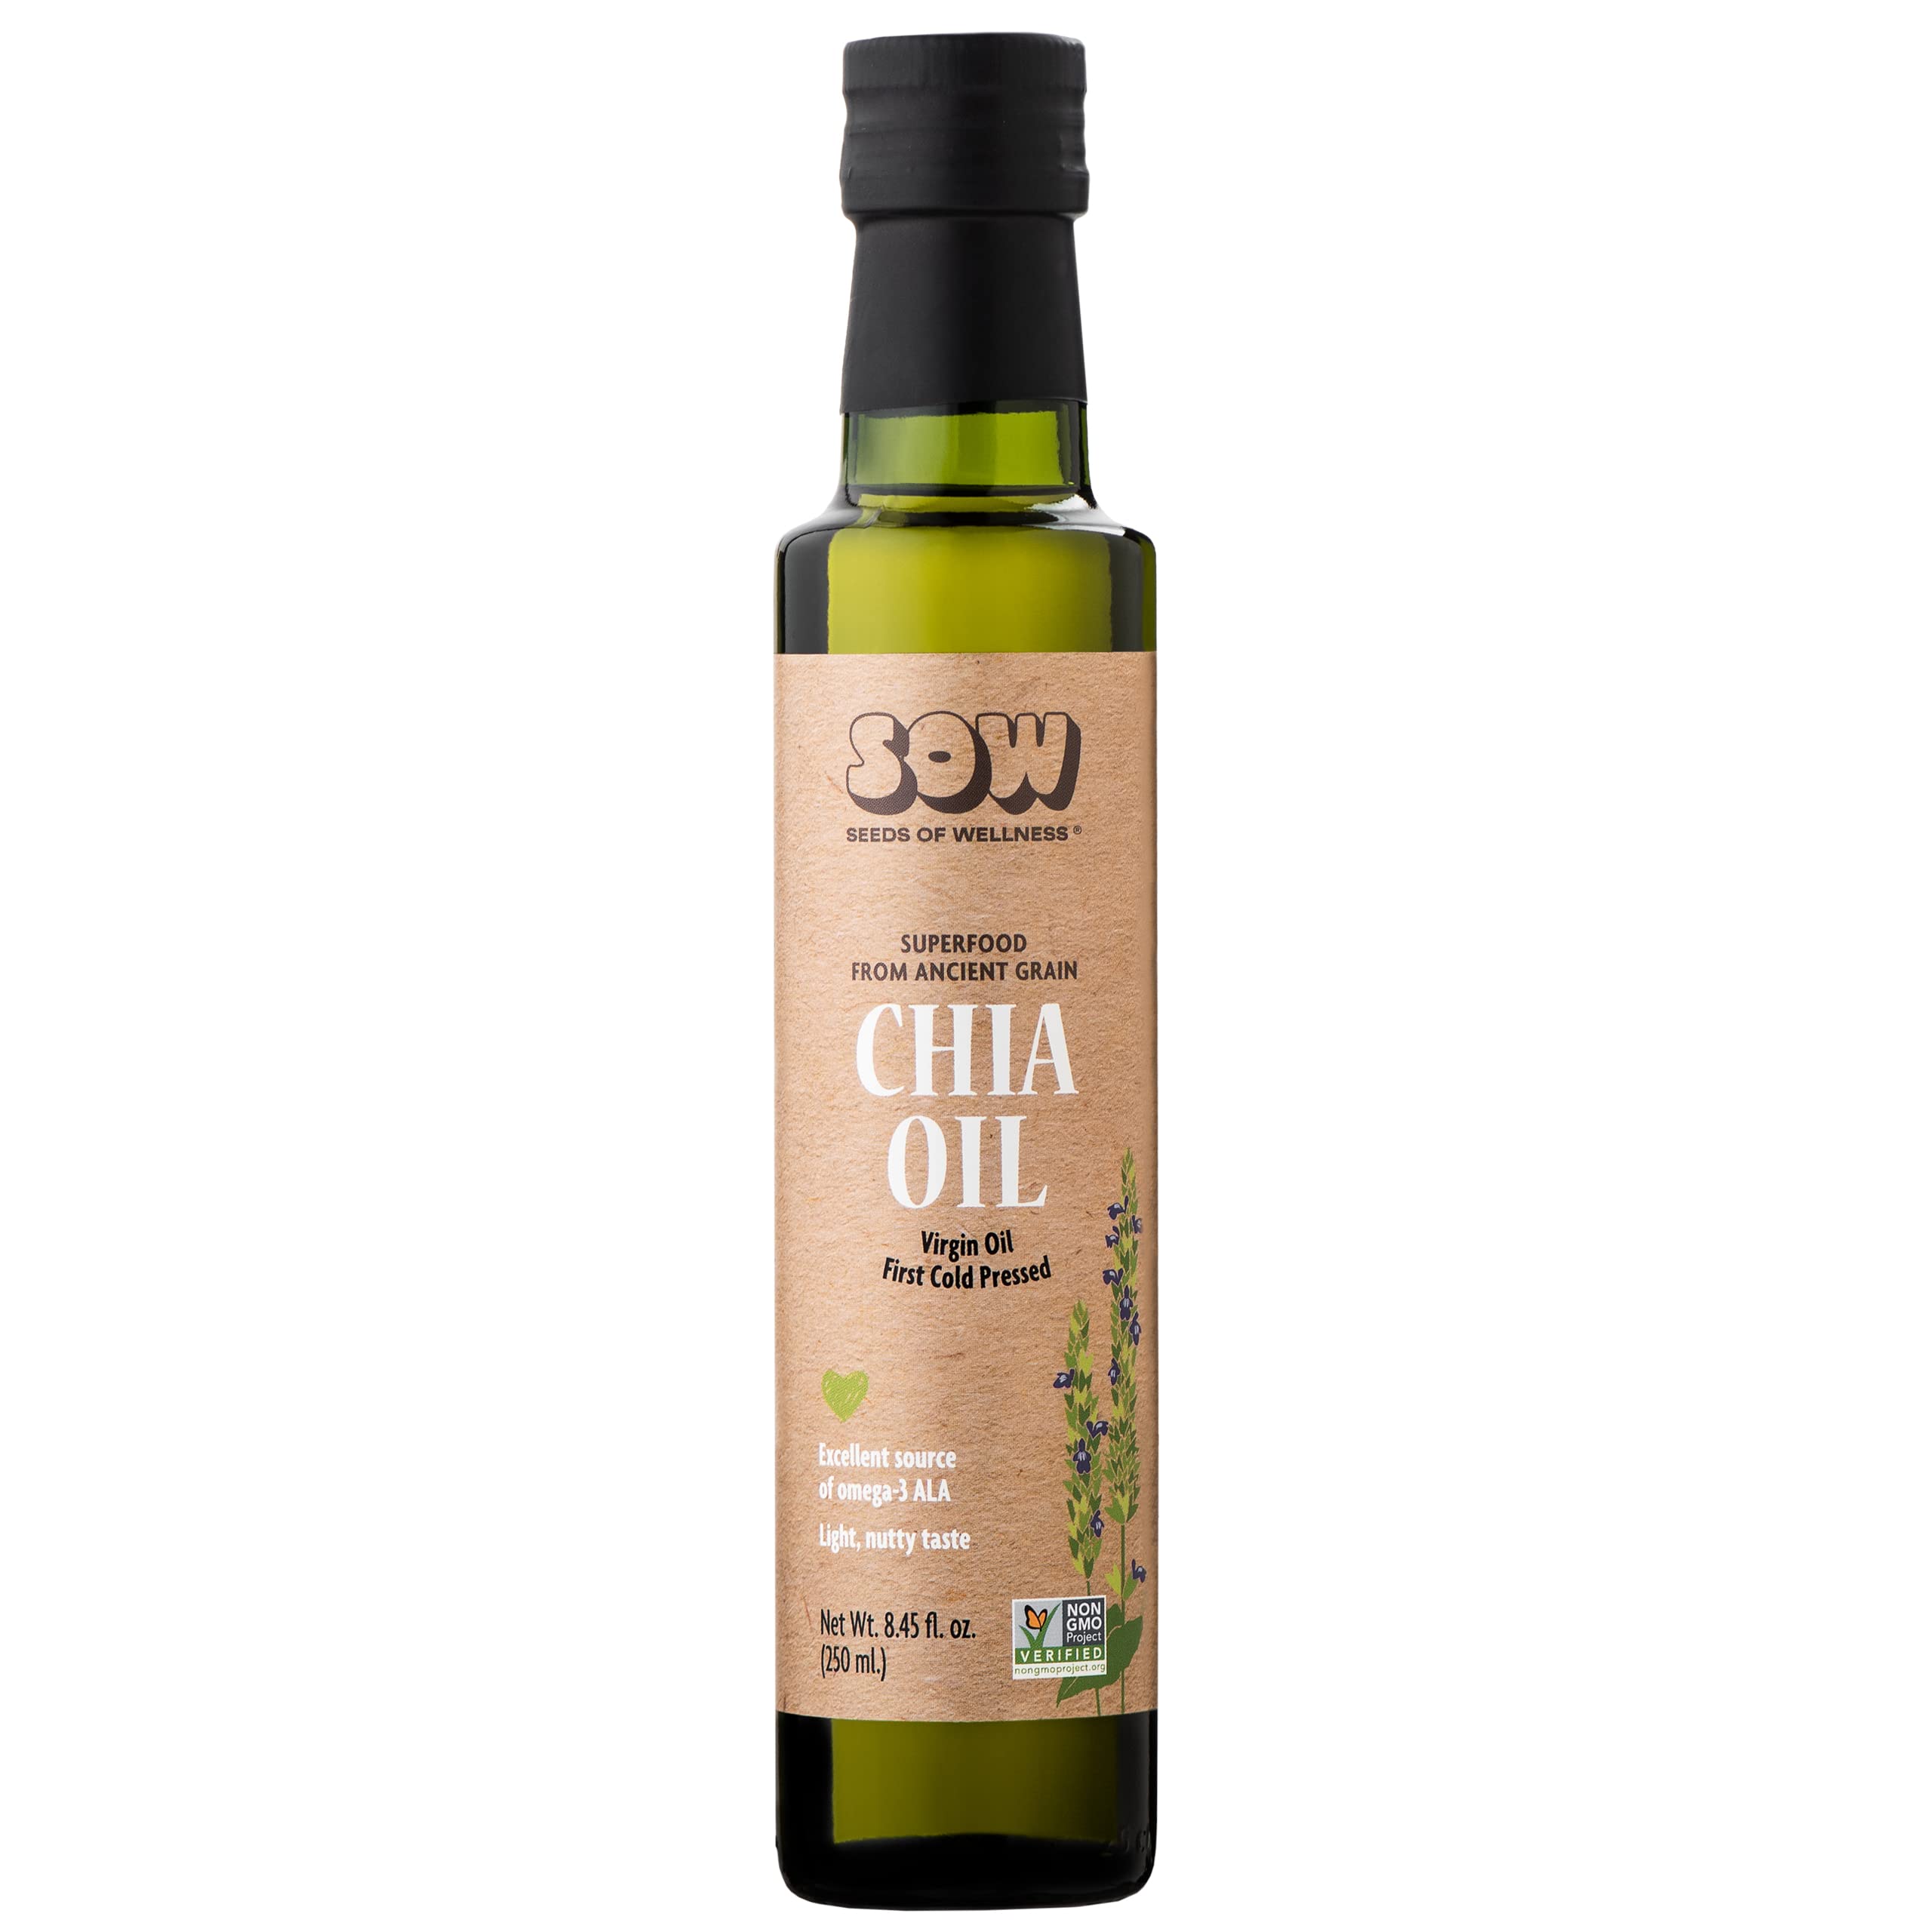 SOW
SEEDS OF WELLNESS®
SUPERFOOD
FROM ANCIENT GRAIN
CHIA
OIL
Virgin Oil
First Cold Pressed
Excellent source
of omega-3 ALA
Light, nutty taste
Net Wt. 8.45 fl. oz.
(250 ml.)
NON
GMO
Project
VERIFIED
nongmoproject.org